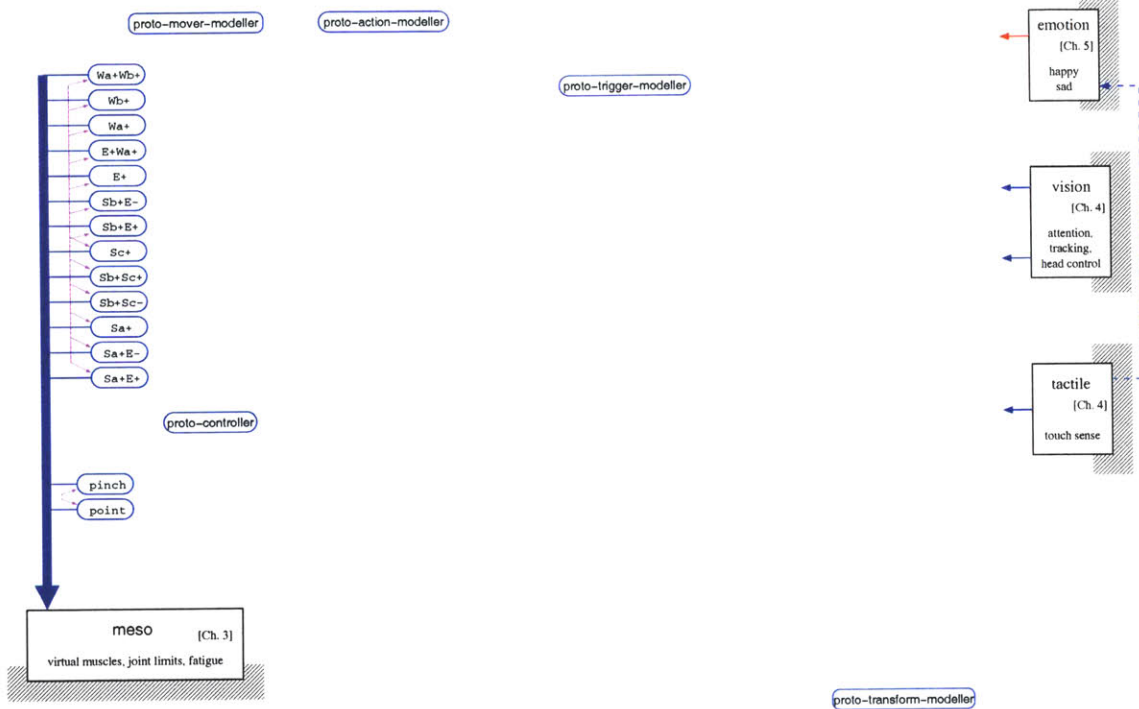 proto-mover-modeller
proto-action-modeller
proto-trigger-modeller
Wa+Wb+
Wb+
Wa+
E+Wa+
E+
Sb+E-
Sb+E+
Sc+
Sb+Sc+
Sb+Sc-
Sa+
Sa+E-
Sa+E+
proto-controller
pinch
point
meso
[Ch. 3]
virtual muscles, joint limits, fatigue
emotion
[Ch. 5]
happy
sad
vision
[Ch. 4]
attention,
tracking,
head control
tactile
[Ch. 4]
touch sense
proto-transform-modeller